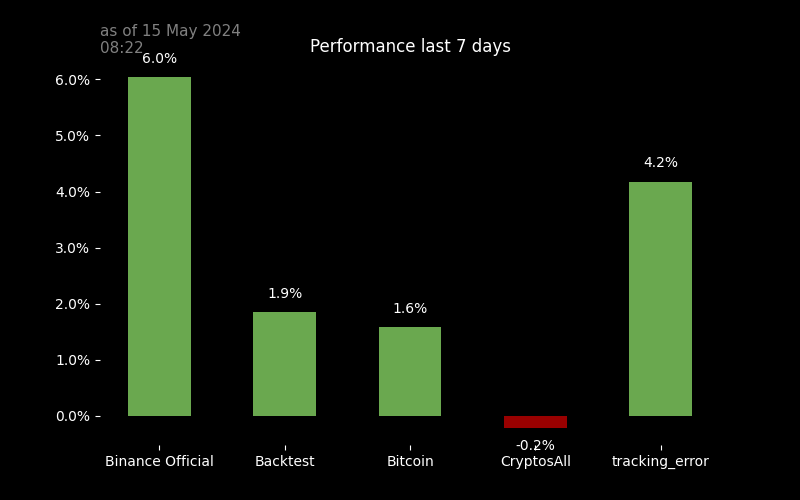 as of 15 May 2024
08:22
Performance last 7 days
6.0%
6.0%
5.0%
4.2%
4.0%
3.0%
2.0%
1.9%
1.6%
1.0%
0.0%
-0.2%
Binance Official
Backtest
Bitcoin
CryptosAll
tracking_error